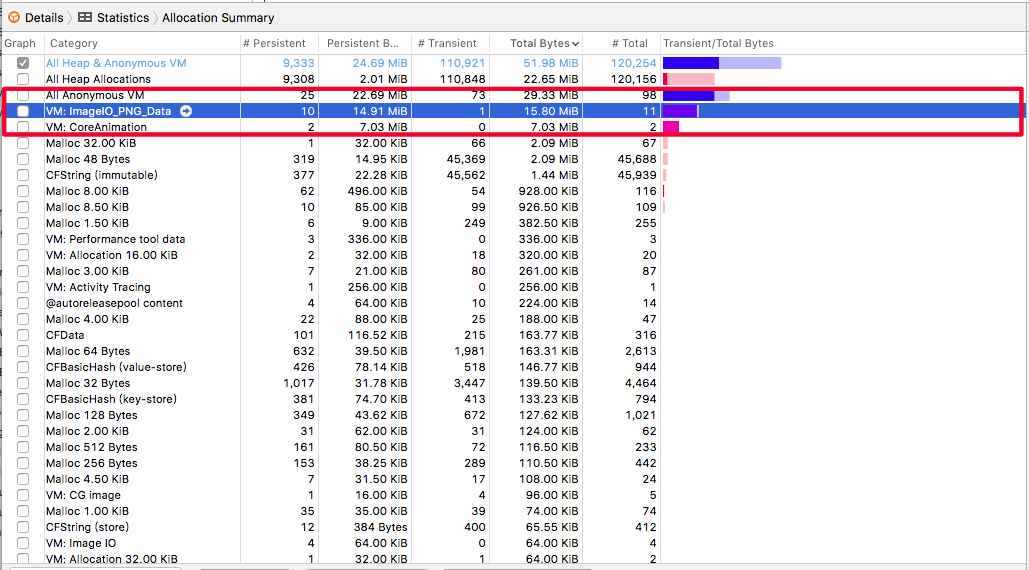 Details Statistics Allocation Summary
Graph Category # Persistent Persistent B... # Transient Total Bytes # Total Transient/Total Bytes
All Heap & Anonymous VM 9,333 24.69 MiB 110,921 51.98 MiB 120,254
All Heap Allocations 9,308 2.01 MiB 110,848 22.65 MiB 120,156
All Anonymous VM 25 22.69 MiB 73 29.33 MiB 98
VM: ImageIO_PNG_Data 10 14.91 MiB 1 15.80 MiB 11
VM: CoreAnimation 2 7.03 MiB 0 7.03 MiB 2
Malloc 32.00 KiB 1 32.00 KiB 66 2.09 MiB 67
Malloc 48 Bytes 319 14.95 KiB 45,369 2.09 MiB 45,688
CFString (immutable) 377 22.28 KiB 45,562 1.44 MiB 45,939
Malloc 8.00 KiB 62 496.00 KiB 54 928.00 KiB 116
Malloc 8.50 KiB 10 85.00 KiB 99 926.50 KiB 109
Malloc 1.50 KiB 6 9.00 KiB 249 382.50 KiB 255
VM: Performance tool data 3 336.00 KiB 0 336.00 KiB 3
VM: Allocation 16.00 KiB 2 32.00 KiB 18 320.00 KiB 20
Malloc 3.00 KiB 7 21.00 KiB 80 261.00 KiB 87
VM: Activity Tracing 1 256.00 KiB 0 256.00 KiB 1
@autoreleasepool content 4 64.00 KiB 10 224.00 KiB 14
Malloc 4.00 KiB 22 88.00 KiB 25 188.00 KiB 47
CFData 101 116.52 KiB 215 163.77 KiB 316
Malloc 64 Bytes 632 39.50 KiB 1,981 163.31 KiB 2,613
CFBasicHash (value-store) 426 78.14 KiB 518 146.77 KiB 944
Malloc 32 Bytes 1,017 31.78 KiB 3,447 139.50 KiB 4,464
CFBasicHash (key-store) 381 74.70 KiB 413 133.23 KiB 794
Malloc 128 Bytes 349 43.62 KiB 672 127.62 KiB 1,021
Malloc 2.00 KiB 31 62.00 KiB 31 124.00 KiB 62
Malloc 512 Bytes 161 80.50 KiB 72 116.50 KiB 233
Malloc 256 Bytes 153 38.25 KiB 289 110.50 KiB 442
Malloc 4.50 KiB 7 31.50 KiB 17 108.00 KiB 24
VM: CG image 1 16.00 KiB 4 96.00 KiB 5
Malloc 1.00 KiB 35 35.00 KiB 39 74.00 KiB 74
CFString (store) 12 384 Bytes 400 65.55 KiB 412
VM: Image IO 4 64.00 KiB 0 64.00 KiB 4
VM: Allocation 32.00 KiB 1 32.00 KiB 1 64.00 KiB 2